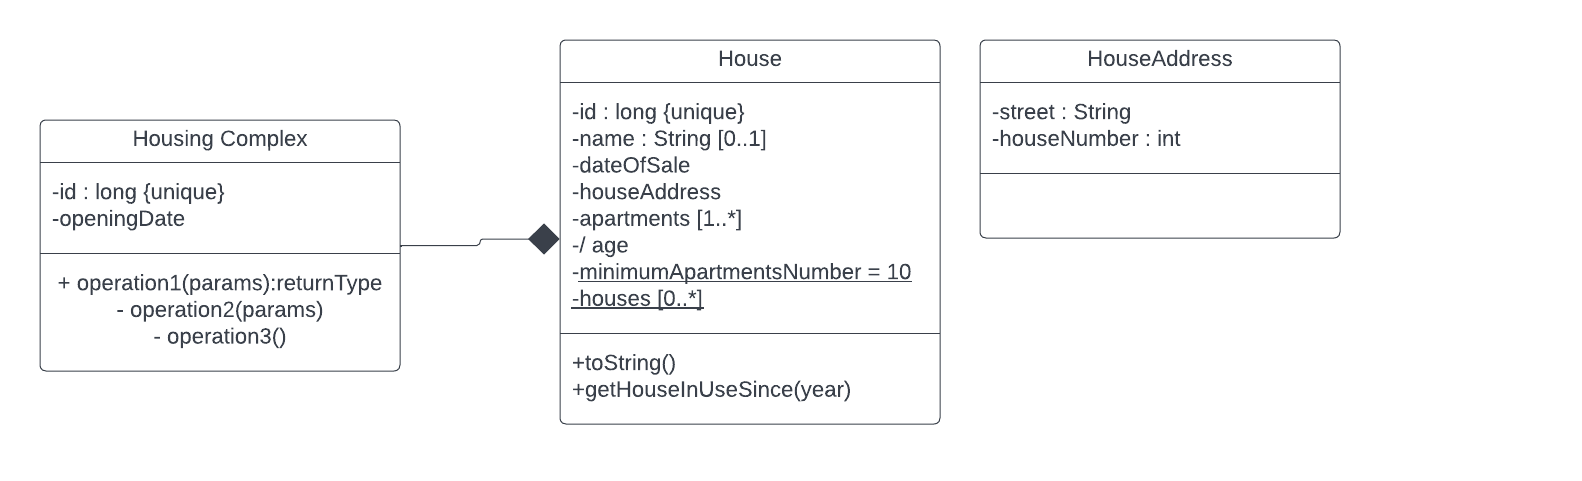 Housing Complex
-id : long {unique}
-openingDate
+ operation1(params):returnType
- operation2(params)
- operation3()
House
-id : long {unique}
-name : String [0..1]
-dateOfSale
-houseAddress
-apartments [1..*]
-/ age
-minimumApartmentsNumber = 10
-houses [0..*]
+toString()
+getHouseInUseSince(year)
HouseAddress
-street : String
-houseNumber : int